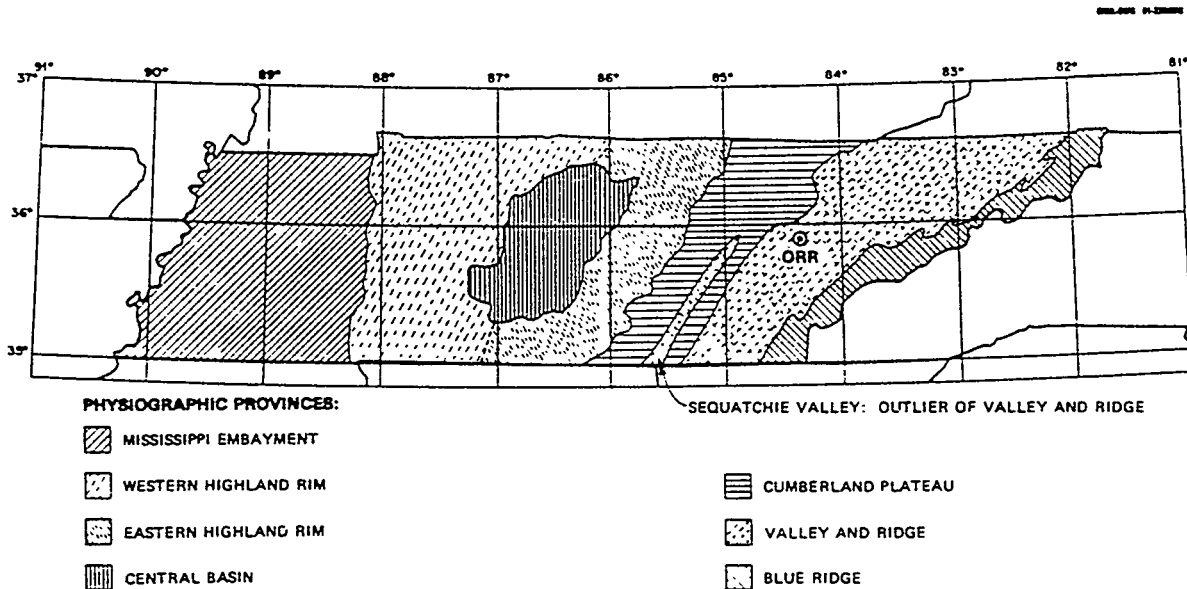 91° 90° 89° 88° 87° 86° 85° 84° 83° 82° 81°
37°
36°
39°
ORR
SEQUATCHIE VALLEY: OUTLIER OF VALLEY AND RIDGE
PHYSIOGRAPHIC PROVINCES:
MISSISSIPPI EMBAYMENT
WESTERN HIGHLAND RIM
EASTERN HIGHLAND RIM
CENTRAL BASIN
CUMBERLAND PLATEAU
VALLEY AND RIDGE
BLUE RIDGE